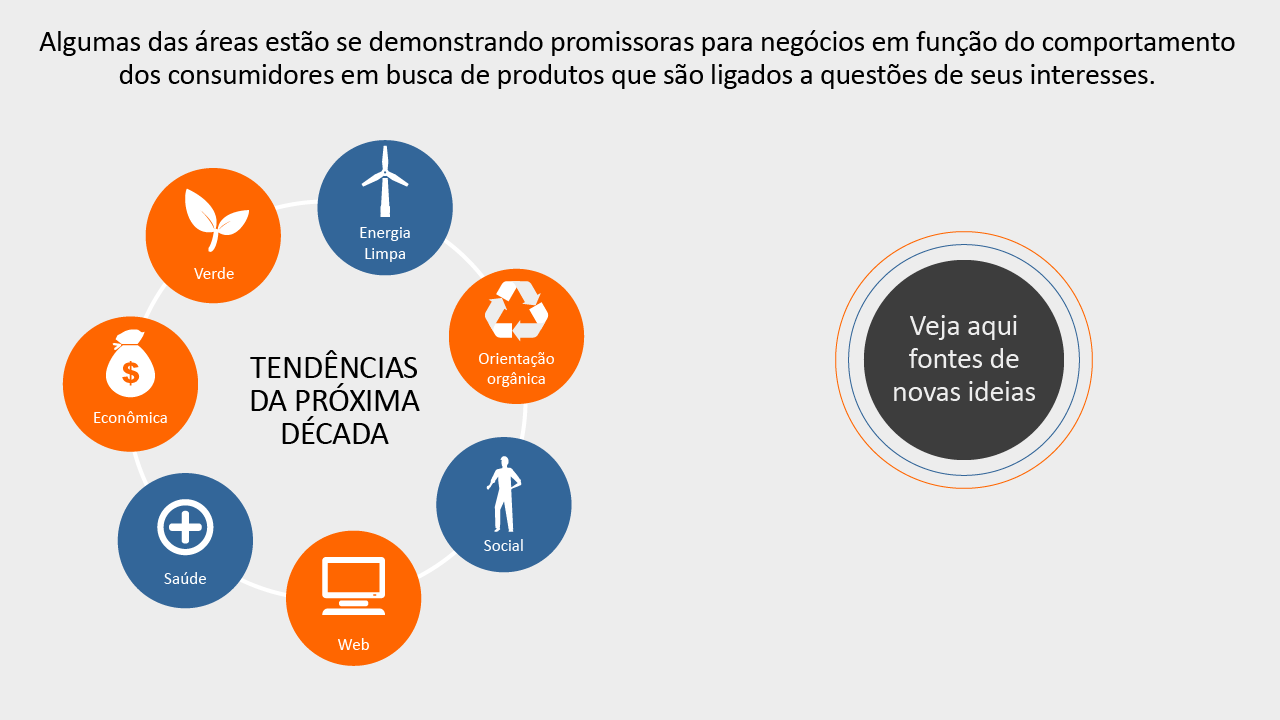 Algumas das áreas estão se demonstrando promissoras para negócios em função do comportamento
dos consumidores em busca de produtos que são ligados a questões de seus interesses.
Energia
Limpa
Verde
Orientação
orgânica
Econômica
TENDÊNCIAS
DA PRÓXIMA
DÉCADA
Social
Saúde
Web
Veja aqui
fontes de
novas ideias
$